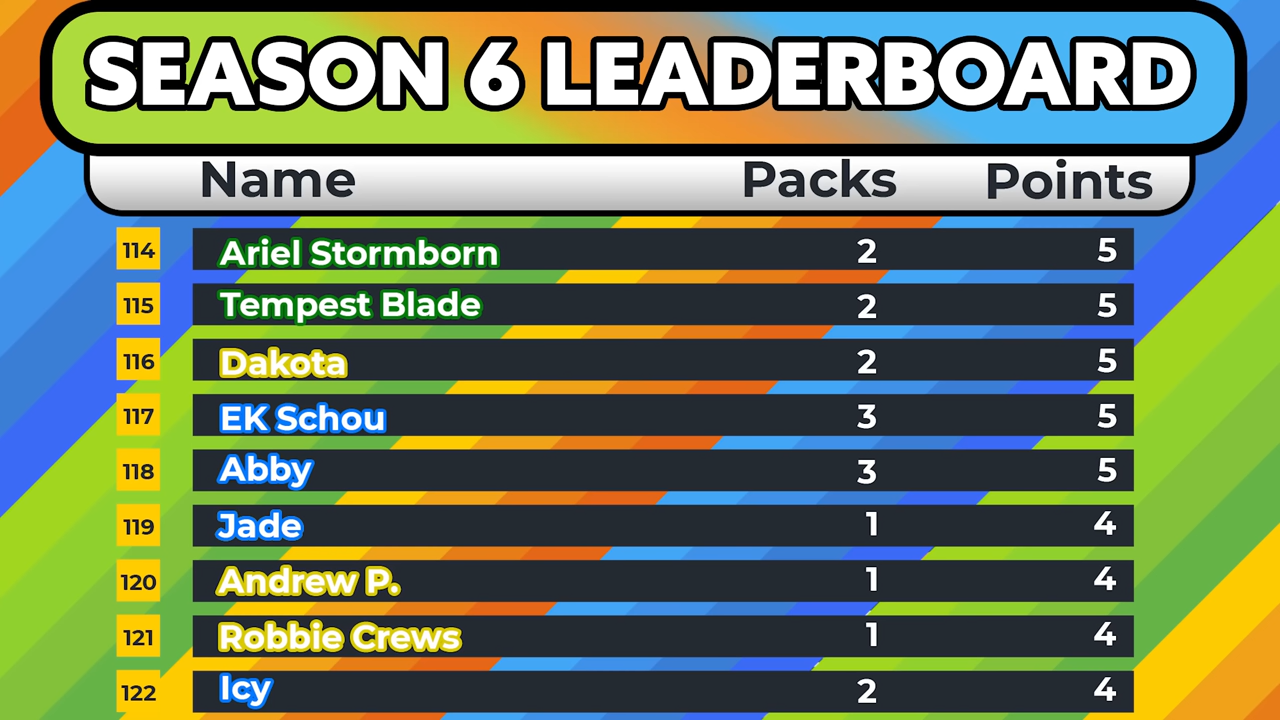 SEASON 6 LEADERBOARD
Name Packs Points
114 Ariel Stormborn 2 5
115 Tempest Blade 2 5
116 Dakota 2 5
117 EK Schou 3 5
118 Abby 3 5
119 Jade 1 4
120 Andrew P. 1 4
121 Robbie Crews 1 4
122 Icy 2 4